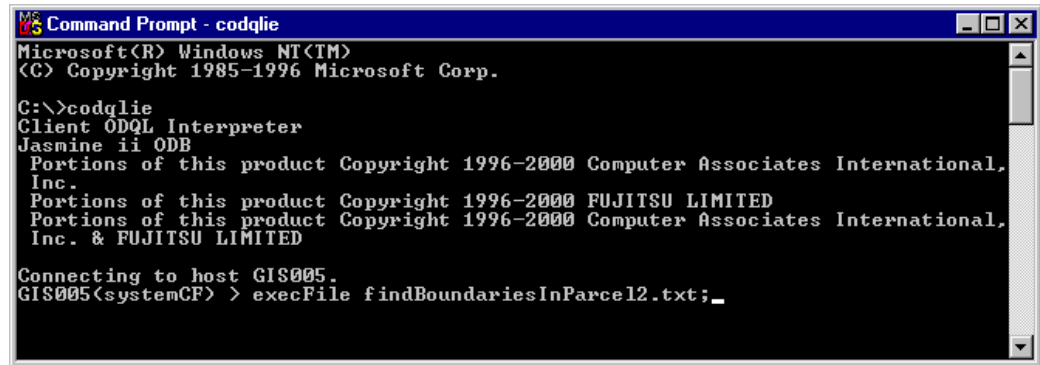 Command Prompt - codqlie
Microsoft(R) Windows NT(TM)
(C) Copyright 1985-1996 Microsoft Corp.
C:\>codqlie
Client ODQL Interpreter
Jasmine ii ODB
Portions of this product Copyright 1996-2000 Computer Associates International,
Inc.
Portions of this product Copyright 1996-2000 FUJITSU LIMITED
Portions of this product Copyright 1996-2000 Computer Associates International,
Inc. & FUJITSU LIMITED
Connecting to host GIS005.
GIS005(systemCF) > execFile findBoundariesInParcel2.txt;_